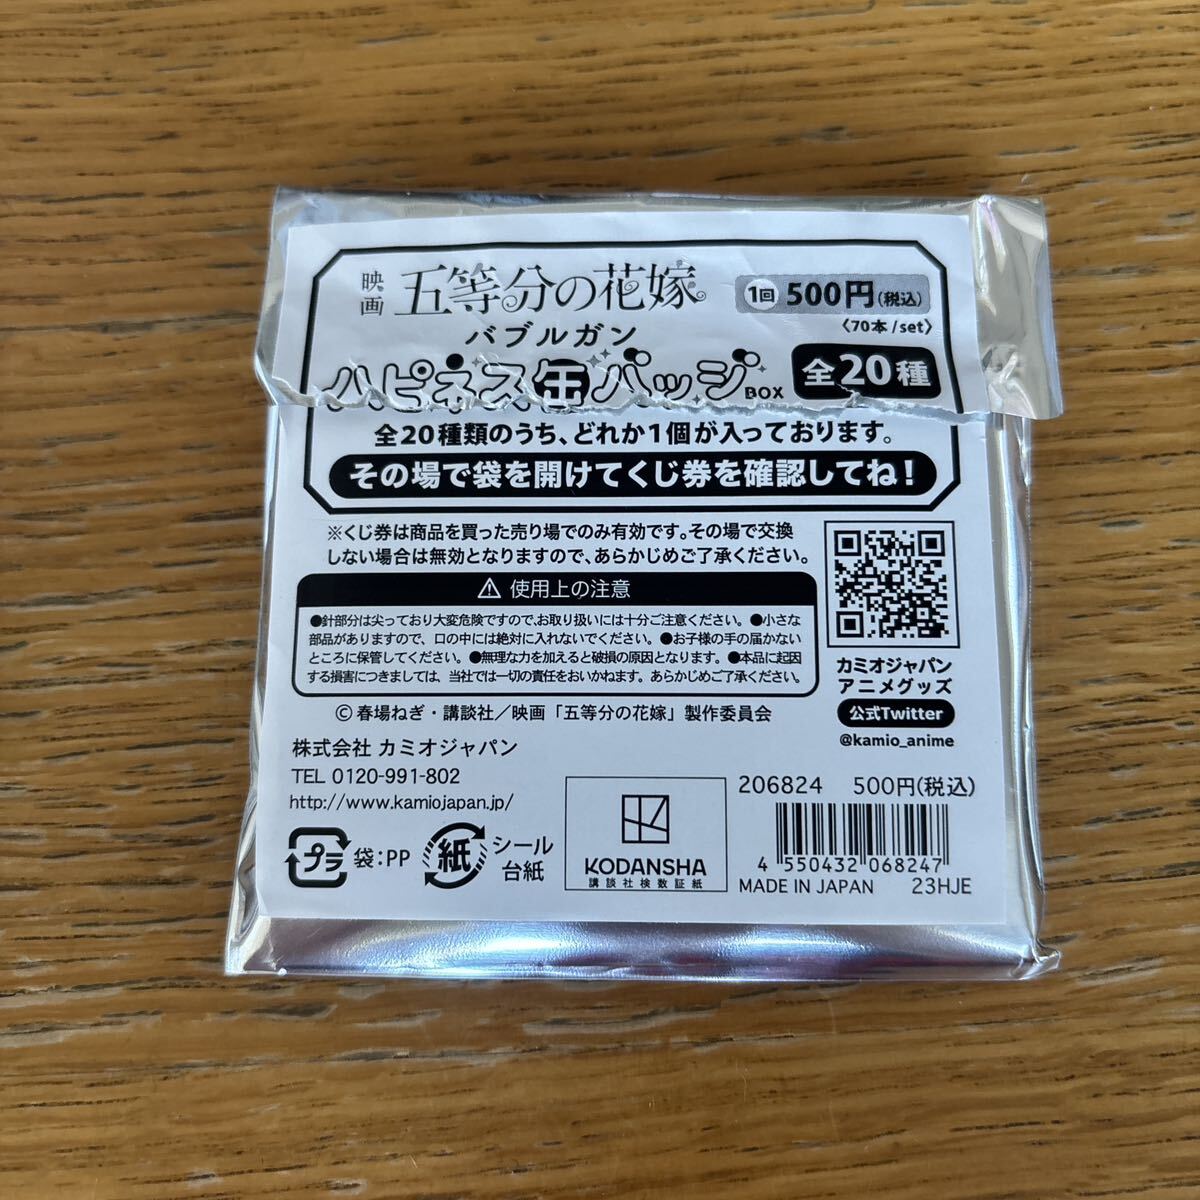 映画 五等分の花嫁
1回 500円(税込)
バブルガン
〈70本/set〉
ハピネス缶バッジBOX
全20種
全20種類のうち、どれか1個が入っております。
その場で袋を開けてくじ券を確認してね!
※くじ券は商品を買った売り場でのみ有効です。その場で交換
しない場合は無効となりますので、あらかじめご了承ください。
⚠ 使用上の注意
●針部分は尖っており大変危険ですので、お取り扱いには十分ご注意ください。●小さな
部品がありますので、口の中には絶対に入れないでください。●お子様の手の届かない
ところに保管してください。●無理な力を加えると破損の原因となります。●本品に起因
する損害につきましては、当社では一切の責任をおいかねます。あらかじめご了承ください。
カミオジャパン
アニメグッズ
公式Twitter
@kamio_anime
©春場ねぎ・講談社/映画「五等分の花嫁」製作委員会
株式会社 カミオジャパン
TEL 0120-991-802
http://www.kamiojapan.jp/
プラ 袋:PP
紙 シール
台紙
KODANSHA
講談社検数証紙
206824 500円(税込)
4 550432 068247
MADE IN JAPAN 23HJE